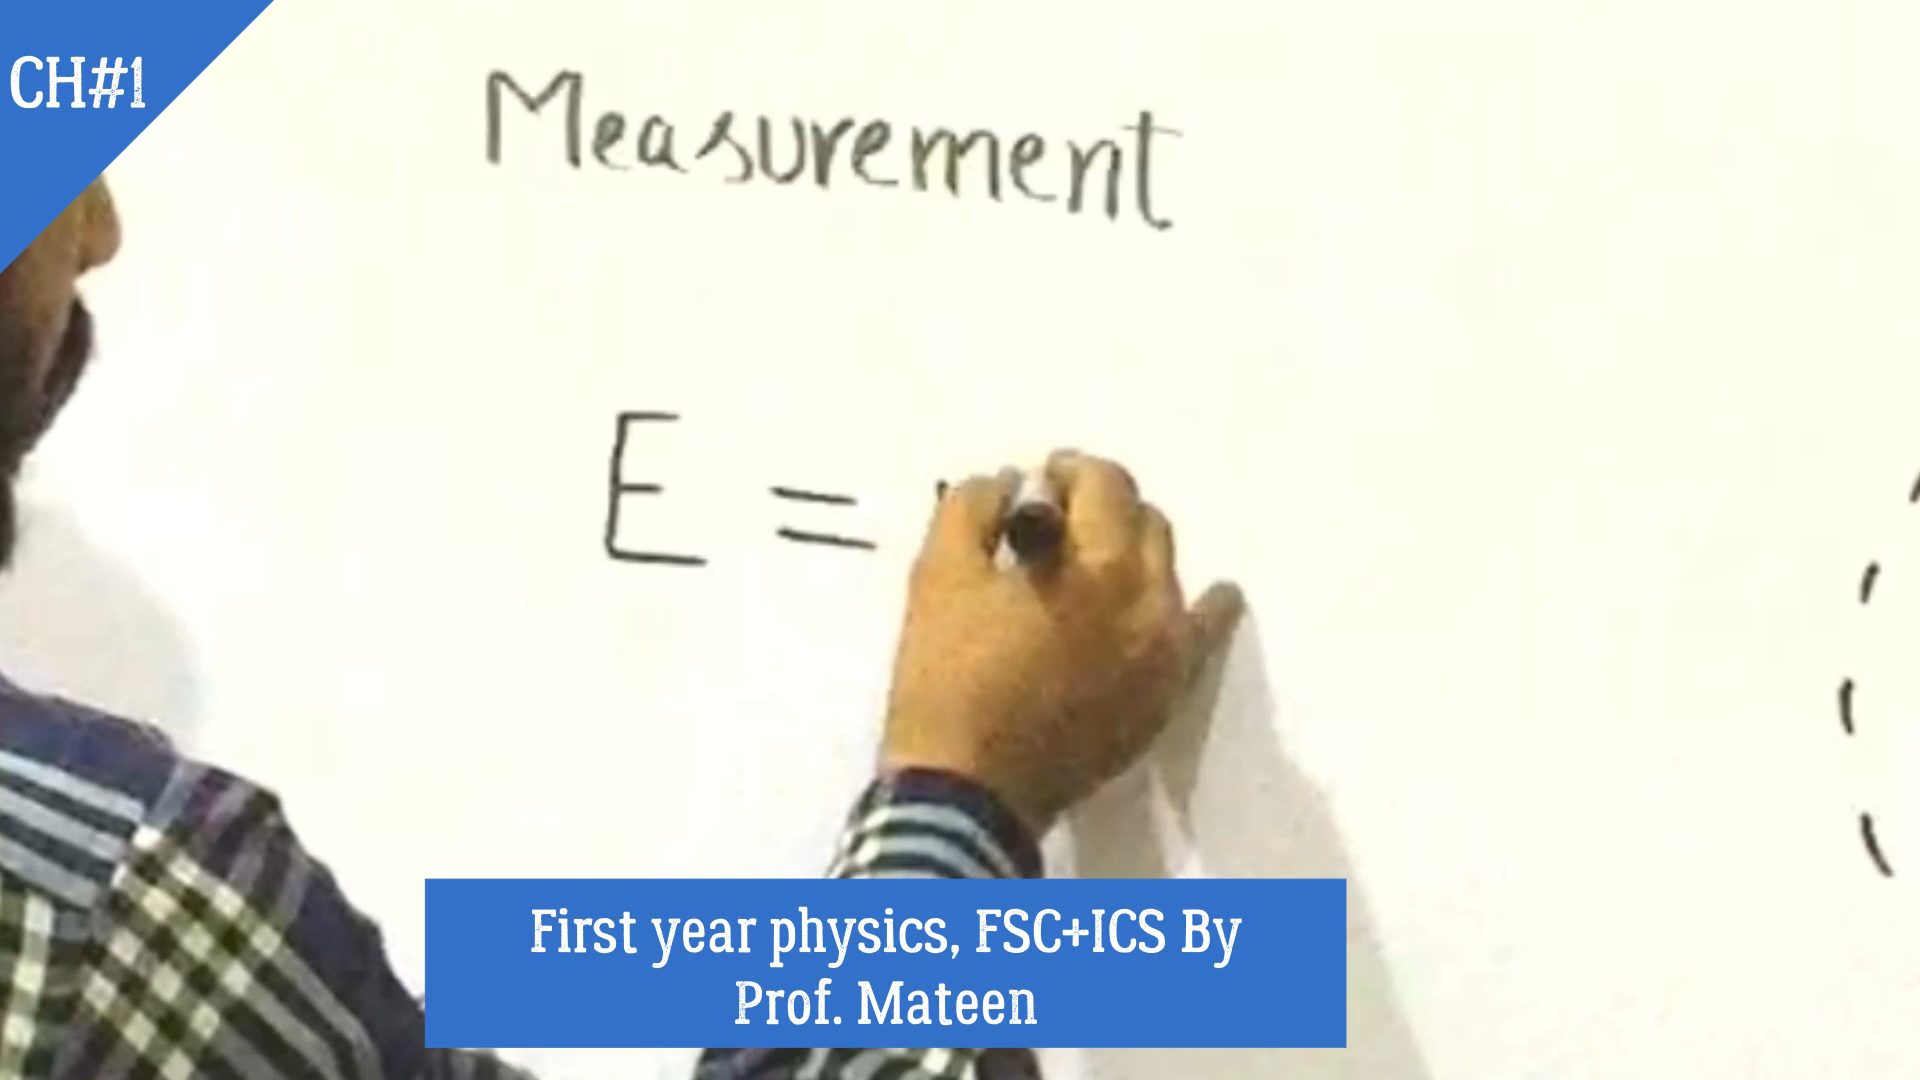 CH#1
Measurement
E =
First year physics, FSC+ICS By
Prof. Mateen